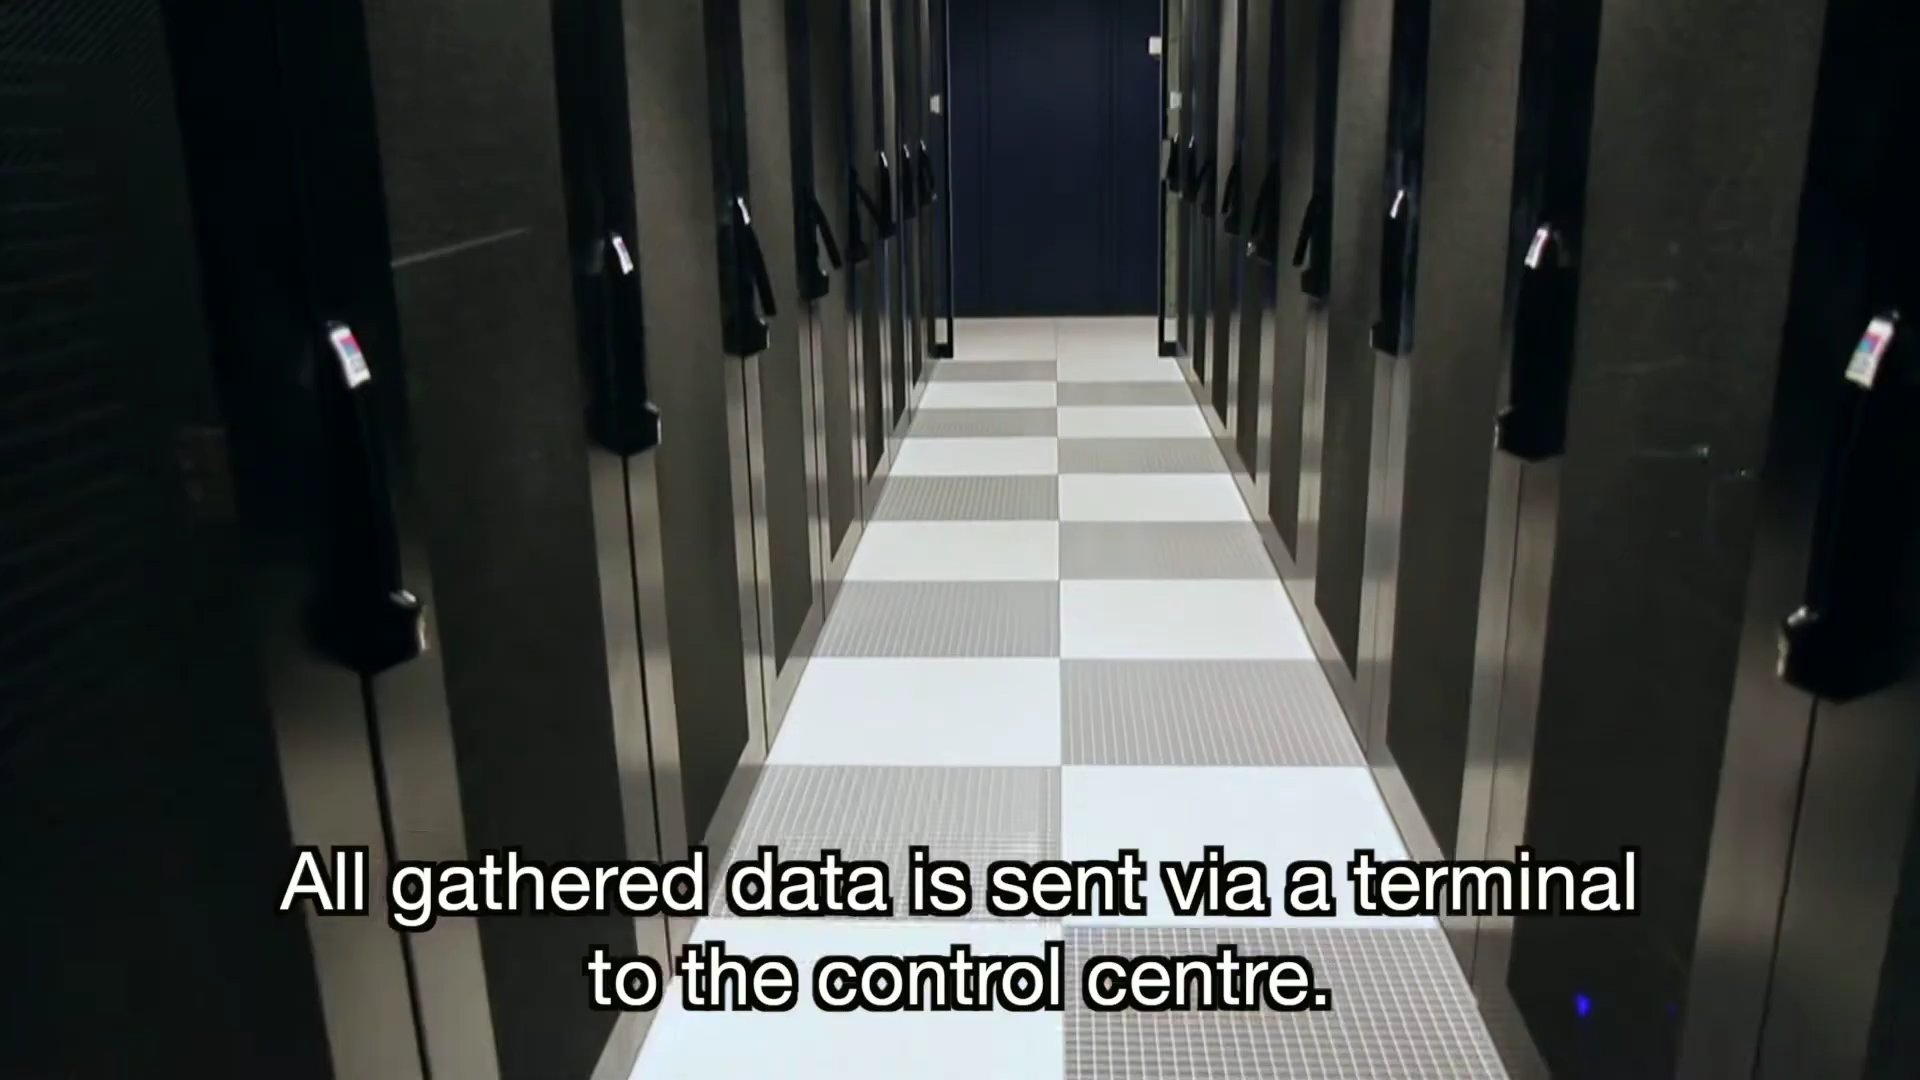 All gathered data is sent via a terminal
to the control centre.